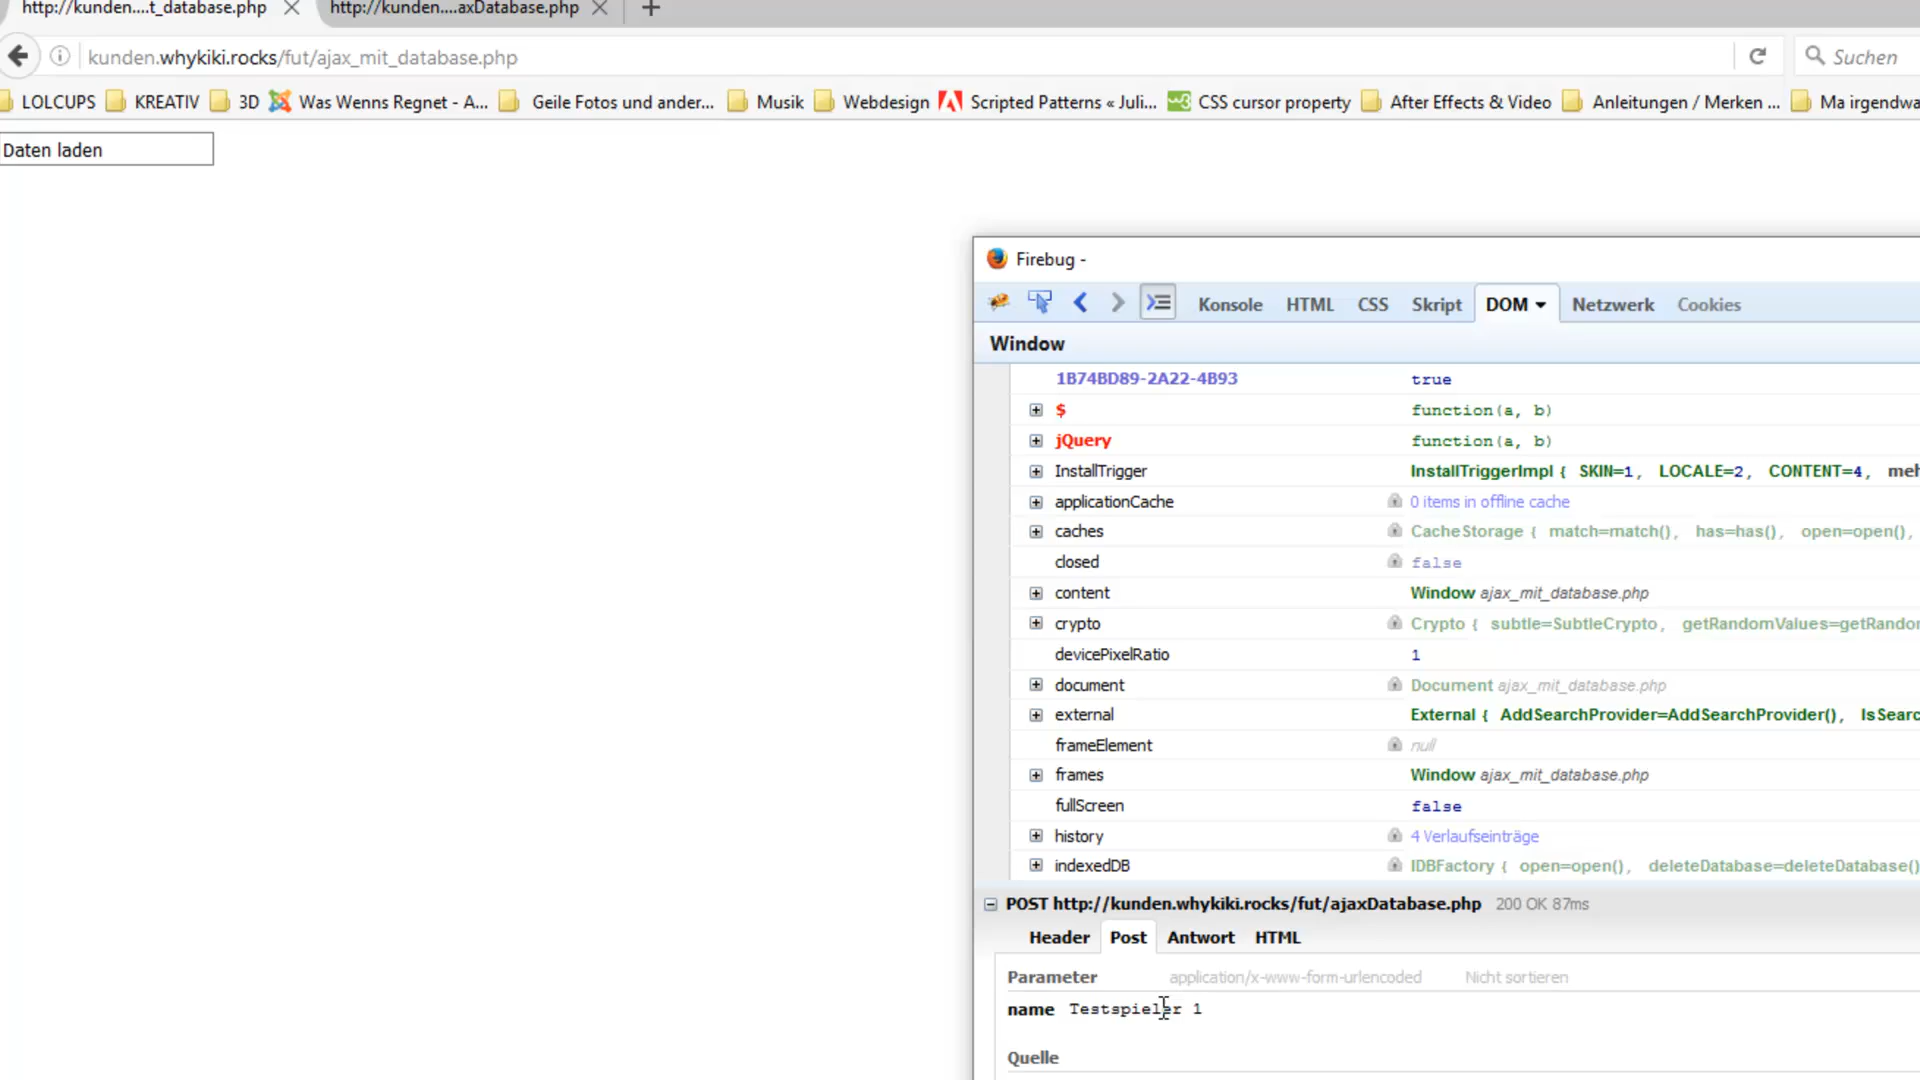 http://kunden....t_database.php
http://kunden....axDatabase.php
kunden.whykiki.rocks/fut/ajax_mit_database.php
Suchen
LOLCUPS KREATIV 3D Was Wenns Regnet - A... Geile Fotos und ander... Musik Webdesign Scripted Patterns « Juli... CSS cursor property After Effects & Video Anleitungen / Merken ... Ma irgendwa
Daten laden
Firebug -
Konsole HTML CSS Skript DOM Netzwerk Cookies
Window
1B74BD89-2A22-4B93 true
$ function(a, b)
jQuery function(a, b)
InstallTrigger InstallTriggerImpl { SKIN=1, LOCALE=2, CONTENT=4, meh
applicationCache 0 items in offline cache
caches CacheStorage { match=match(), has=has(), open=open(),
closed false
content Window ajax_mit_database.php
crypto Crypto { subtle=SubtleCrypto, getRandomValues=getRandor
devicePixelRatio 1
document Document ajax_mit_database.php
external External { AddSearchProvider=AddSearchProvider(), IsSearc
frameElement null
frames Window ajax_mit_database.php
fullScreen false
history 4 Verlaufseinträge
indexedDB IDBFactory { open=open(), deleteDatabase=deleteDatabase()
POST http://kunden.whykiki.rocks/fut/ajaxDatabase.php 200 OK 87ms
Header Post Antwort HTML
Parameter application/x-www-form-urlencoded Nicht sortieren
name Testspieler 1
Quelle